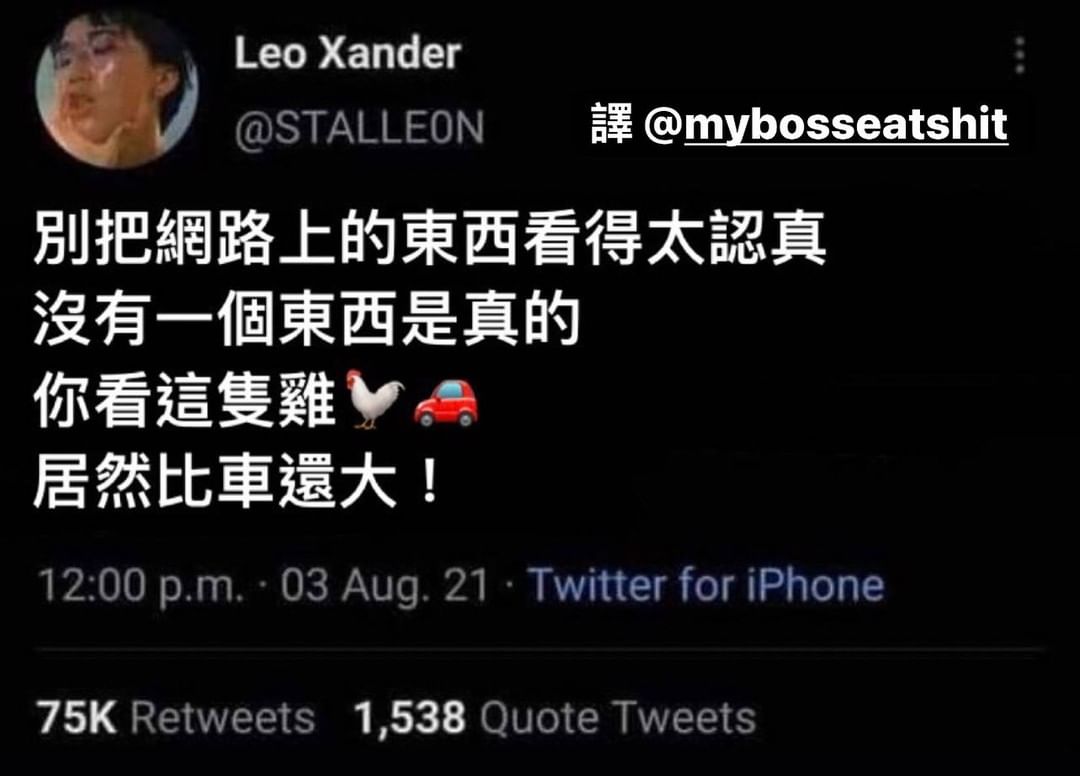 Leo Xander
@STALLE0N
譯 @mybosseatshit
別把網路上的東西看得太認真
沒有一個東西是真的
你看這隻雞🐓🚗
居然比車還大！
12:00 p.m. · 03 Aug. 21 · Twitter for iPhone
75K Retweets 1,538 Quote Tweets